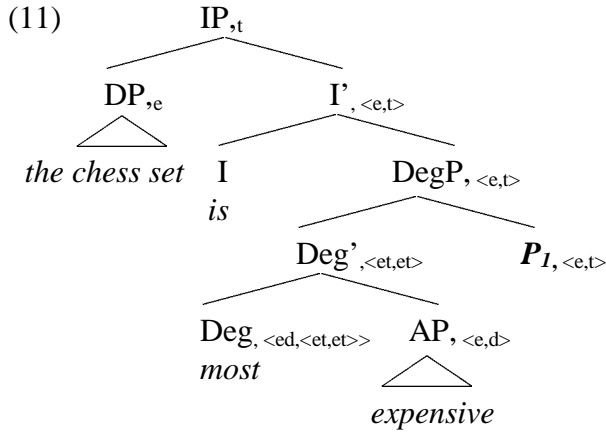 (11) IP,t
DP,e I’, <e,t>
the chess set I DegP, <e,t>
is
Deg’,<et,et> P1, <e,t>
Deg, <ed,<et,et>> AP, <e,d>
most
expensive